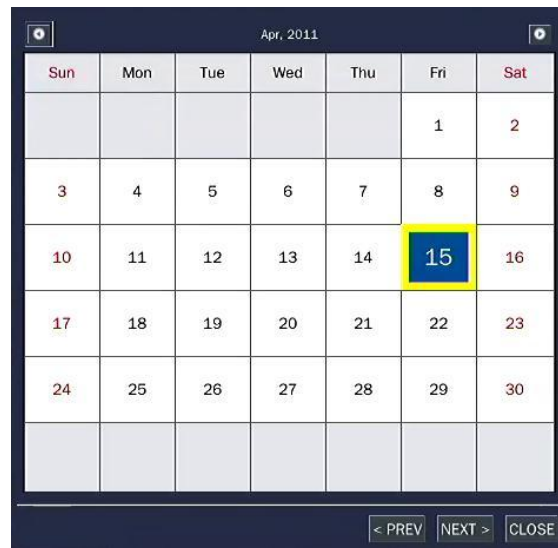 Apr, 2011
Sun Mon Tue Wed Thu Fri Sat
1 2
3 4 5 6 7 8 9
10 11 12 13 14 15 16
17 18 19 20 21 22 23
24 25 26 27 28 29 30
< PREV NEXT > CLOSE